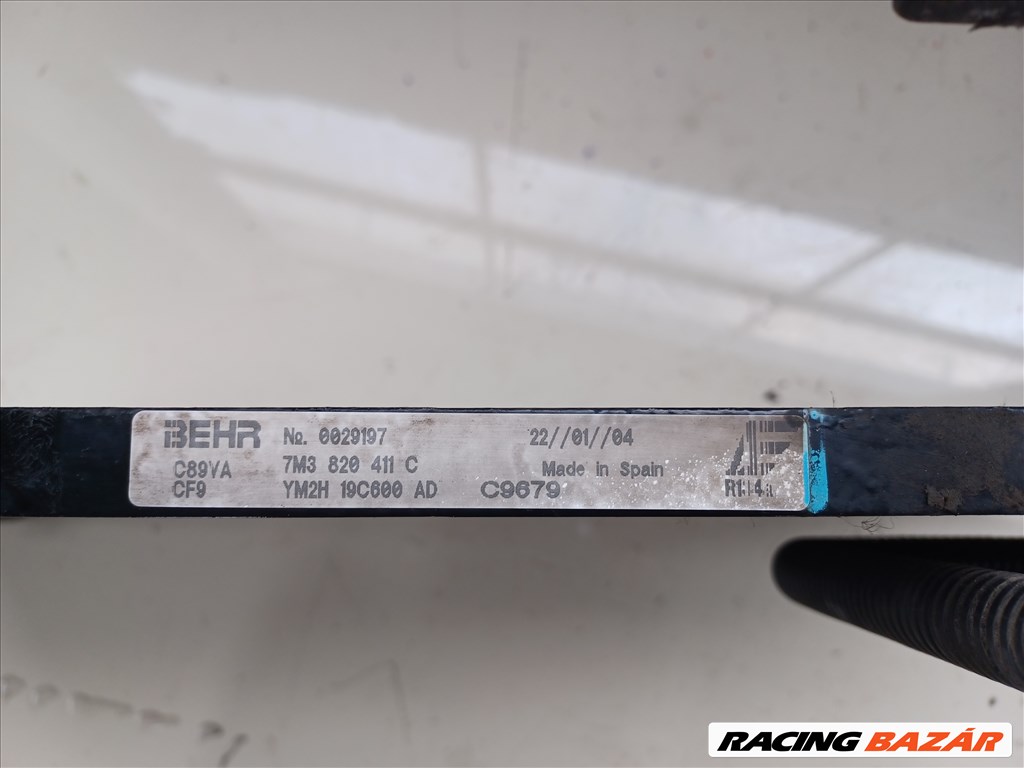 BEHR No. 0029197 22//01//04
C89VA 7M3 820 411 C Made in Spain
CF9 YM2H 19C600 AD C9679 R134a
RACING BAZÁR